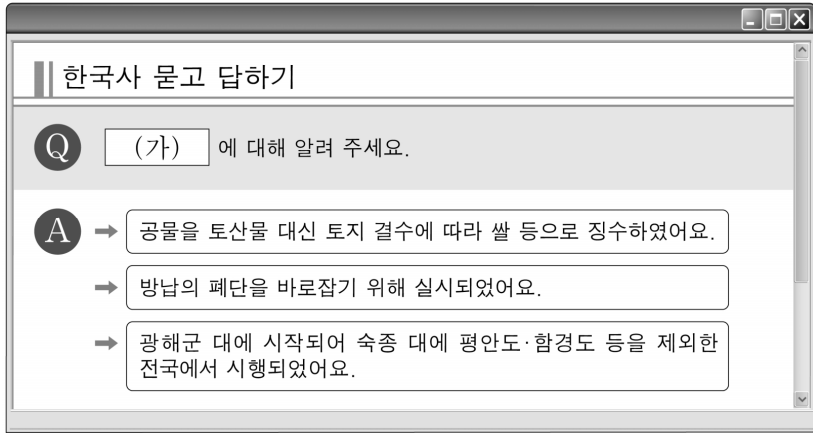 한국사 묻고 답하기
Q (가) 에 대해 알려 주세요.
A ➡ 공물을 토산물 대신 토지 결수에 따라 쌀 등으로 징수하였어요.
➡ 방납의 폐단을 바로잡기 위해 실시되었어요.
➡ 광해군 대에 시작되어 숙종 대에 평안도·함경도 등을 제외한
전국에서 시행되었어요.